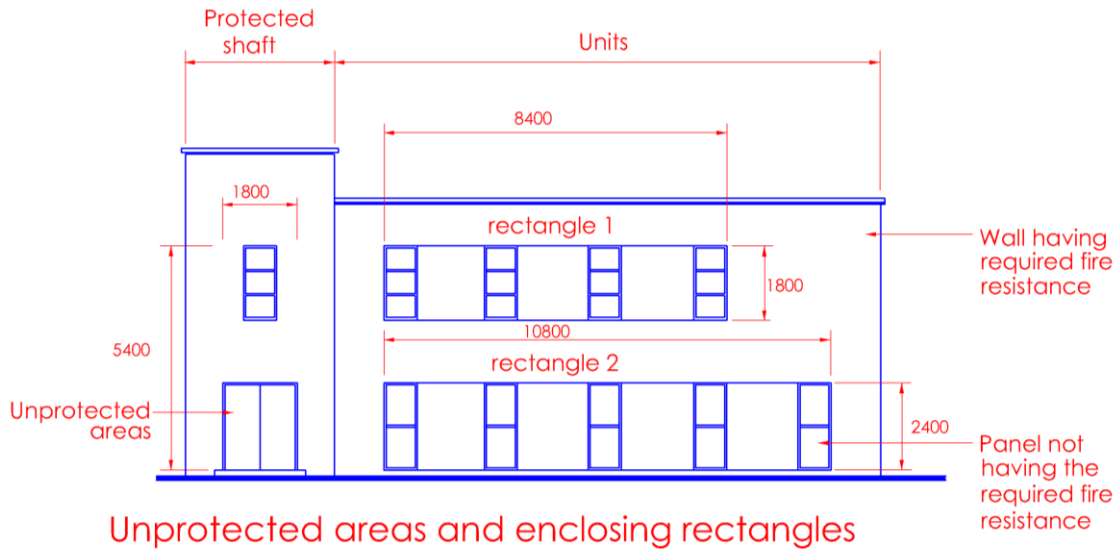 Protected
shaft
Units
8400
1800
rectangle 1
Wall having
required fire
resistance
1800
10800
5400
rectangle 2
Unprotected
areas
2400
Panel not
having the
required fire
resistance
Unprotected areas and enclosing rectangles